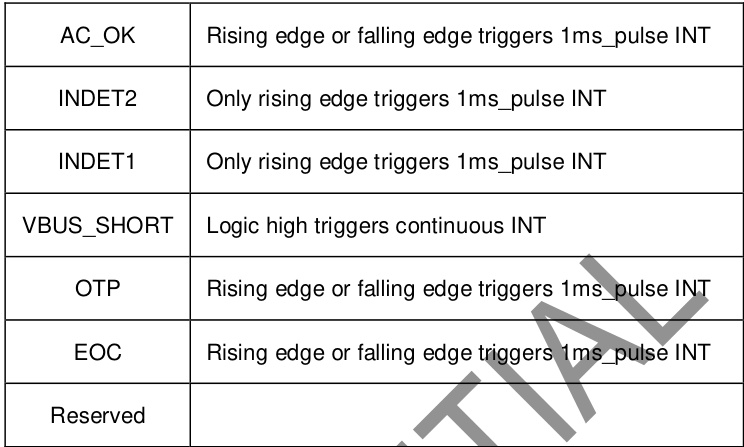 AC_OK Rising edge or falling edge triggers 1ms_pulse INT
INDET2 Only rising edge triggers 1ms_pulse INT
INDET1 Only rising edge triggers 1ms_pulse INT
VBUS_SHORT Logic high triggers continuous INT
OTP Rising edge or falling edge triggers 1ms_pulse INT
EOC Rising edge or falling edge triggers 1ms_pulse INT
Reserved
NTIAL